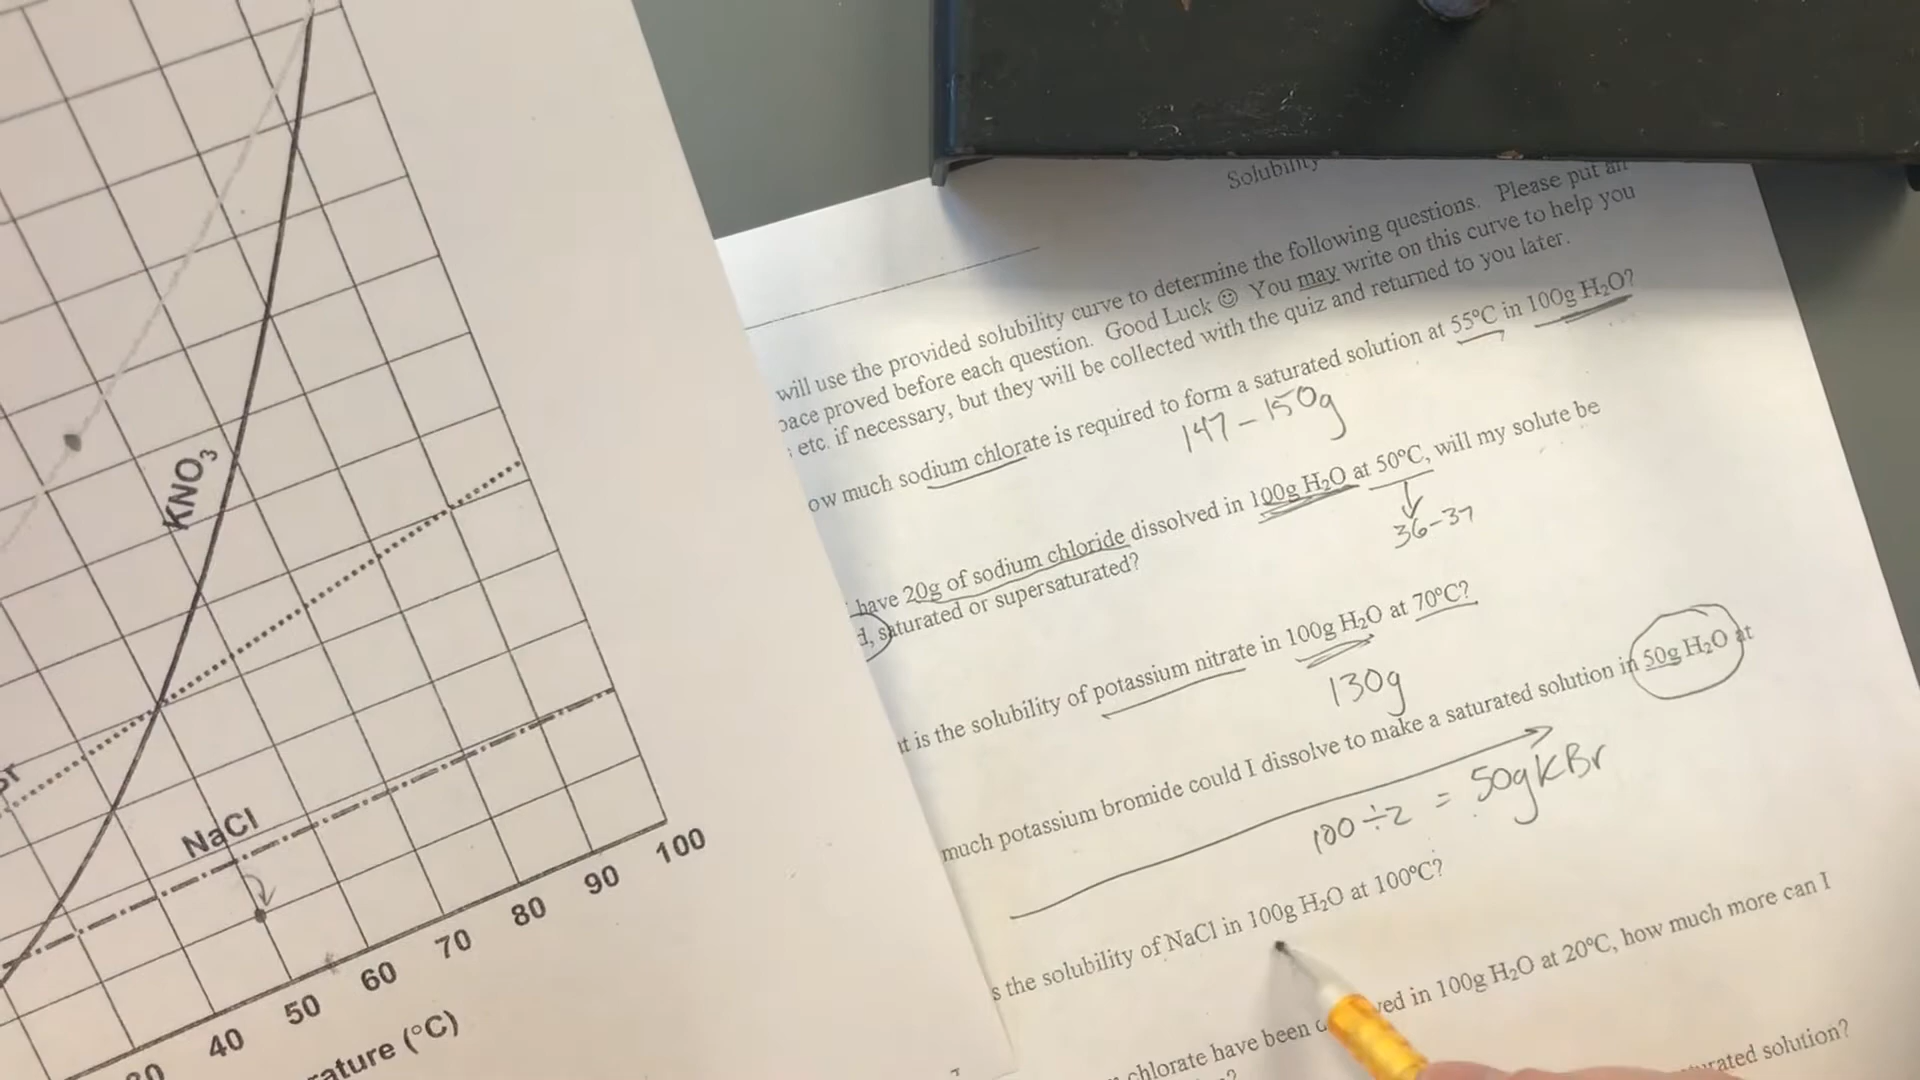 KNO3
NaCl
40
50
60
70
80
90
100
(°C)
Solubility
will use the provided solubility curve to determine the following questions. Please put an
proved before each question. Good Luck ☺ You may write on this curve to help you
etc. if necessary, but they will be collected with the quiz and returned to you later.
much sodium chlorate is required to form a saturated solution at 55°C in 100g H2O?
147-150g
have 20g of sodium chloride dissolved in 100g H2O at 50°C, will my solute be
saturated or supersaturated?
36-37
is the solubility of potassium nitrate in 100g H2O at 70°C?
130g
much potassium bromide could I dissolve to make a saturated solution in 50g H2O at
100÷2 = 50g KBr
the solubility of NaCl in 100g H2O at 100°C?
chlorate have been in 100g H2O at 20°C, how much more can I
solution?